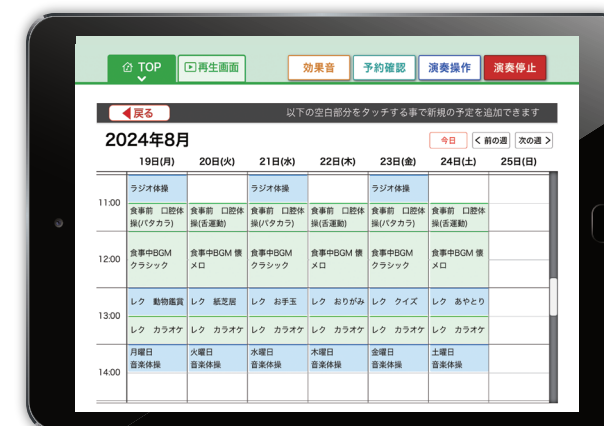 TOP
再生画面
効果音
予約確認
演奏操作
演奏停止
戻る
以下の空白部分をタッチする事で新規の予定を追加できます
2024年8月
今日
前の週
次の週
19日(月) 20日(火) 21日(水) 22日(木) 23日(金) 24日(土) 25日(日)
11:00
ラジオ体操 ラジオ体操 ラジオ体操
食事前 口腔体 食事前 口腔体 食事前 口腔体 食事前 口腔体 食事前 口腔体 食事前 口腔体
操(パタカラ) 操(舌運動) 操(パタカラ) 操(舌運動) 操(パタカラ) 操(舌運動)
12:00
食事中BGM 食事中BGM 懐 食事中BGM 食事中BGM 懐 食事中BGM 食事中BGM 懐
クラシック メロ クラシック メロ クラシック メロ
レク 動物鑑賞 レク 紙芝居 レク お手玉 レク おりがみ レク クイズ レク あやとり
13:00
レク カラオケ レク カラオケ レク カラオケ レク カラオケ レク カラオケ レク カラオケ
月曜日 火曜日 水曜日 木曜日 金曜日 土曜日
音楽体操 音楽体操 音楽体操 音楽体操 音楽体操 音楽体操
14:00